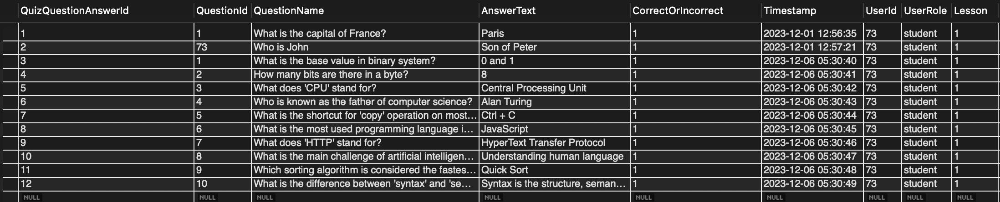 QuizQuestionAnswerId QuestionId QuestionName AnswerText CorrectOrIncorrect Timestamp UserId UserRole Lesson
1 1 What is the capital of France? Paris 1 2023-12-01 12:56:35 73 student 1
2 73 Who is John Son of Peter 1 2023-12-01 12:57:21 73 student 1
3 1 What is the base value in binary system? 0 and 1 1 2023-12-06 05:30:40 73 student 1
4 2 How many bits are there in a byte? 8 1 2023-12-06 05:30:41 73 student 1
5 3 What does 'CPU' stand for? Central Processing Unit 1 2023-12-06 05:30:42 73 student 1
6 4 Who is known as the father of computer science? Alan Turing 1 2023-12-06 05:30:43 73 student 1
7 5 What is the shortcut for 'copy' operation on most... Ctrl + C 1 2023-12-06 05:30:44 73 student 1
8 6 What is the most used programming language i... JavaScript 1 2023-12-06 05:30:45 73 student 1
9 7 What does 'HTTP' stand for? HyperText Transfer Protocol 1 2023-12-06 05:30:46 73 student 1
10 8 What is the main challenge of artificial intelligen... Understanding human language 1 2023-12-06 05:30:47 73 student 1
11 9 Which sorting algorithm is considered the fastes... Quick Sort 1 2023-12-06 05:30:48 73 student 1
12 10 What is the difference between 'syntax' and 'se... Syntax is the structure, seman... 1 2023-12-06 05:30:49 73 student 1
NULL NULL NULL NULL NULL NULL NULL NULL NULL